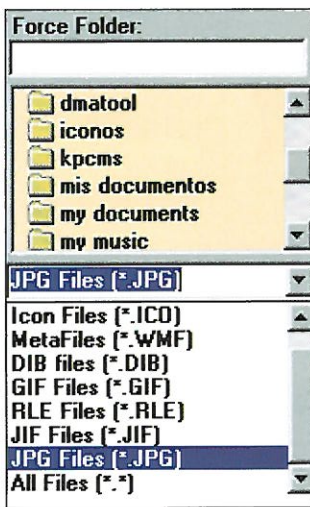 Force Folder:
dmatool
iconos
kpcms
mis documentos
my documents
my music
JPG Files (*.JPG)
Icon Files (*.ICO)
MetaFiles (*.WMF)
DIB files (*.DIB)
GIF Files (*.GIF)
RLE Files (*.RLE)
JIF Files (*.JIF)
JPG Files (*.JPG)
All Files (*.*)